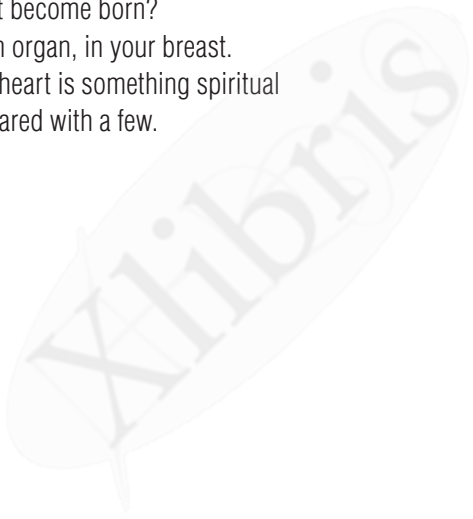 t become born?
n organ, in your breast.
heart is something spiritual
ared with a few.
Xlibris